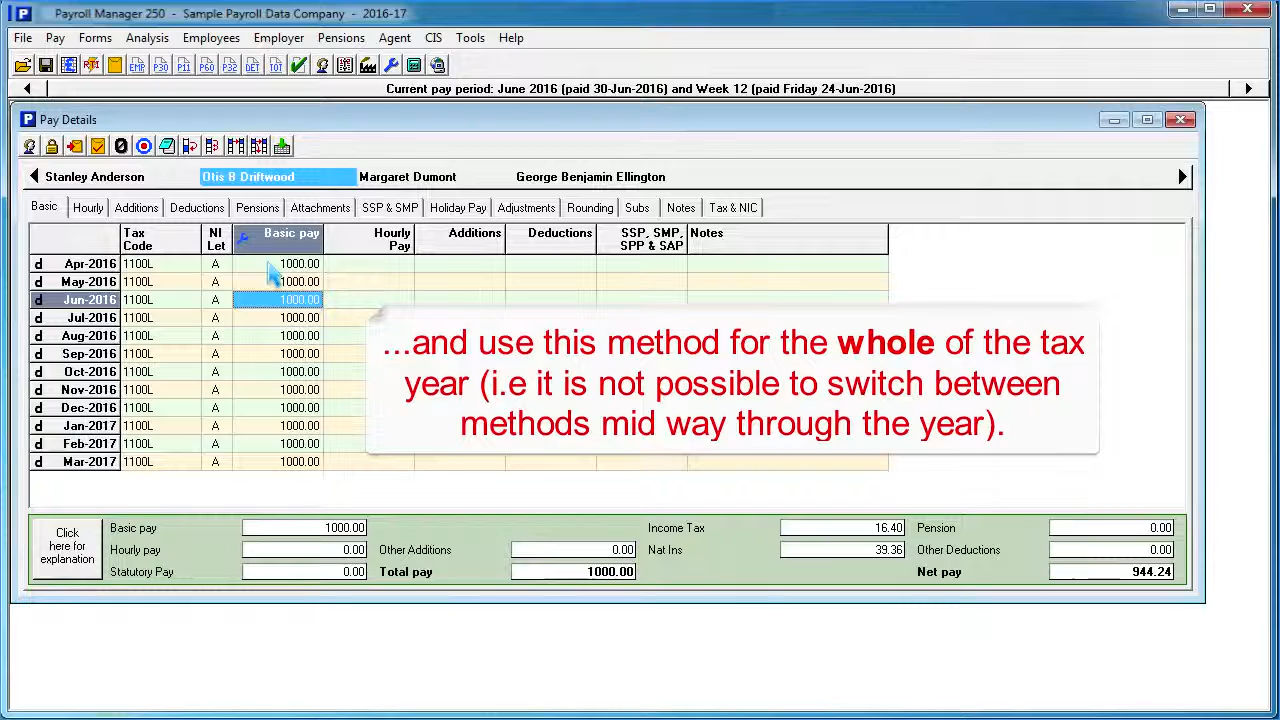 Payroll Manager 250 - Sample Payroll Data Company - 2016-17
File Pay Forms Analysis Employees Employer Pensions Agent CIS Tools Help
RTI EMP P30 P11 P60 P32 DET TOT
Current pay period: June 2016 (paid 30-Jun-2016) and Week 12 (paid Friday 24-Jun-2016)
Pay Details
Stanley Anderson Otis B Driftwood Margaret Dumont George Benjamin Ellington
Basic Hourly Additions Deductions Pensions Attachments SSP & SMP Holiday Pay Adjustments Rounding Subs Notes Tax & NIC
Tax Code NI Let Basic pay Hourly Pay Additions Deductions SSP, SMP, SPP & SAP Notes
d Apr-2016 1100L A 1000.00
d May-2016 1100L A 1000.00
d Jun-2016 1100L A 1000.00
d Jul-2016 1100L A 1000.00
d Aug-2016 1100L A 1000.00
d Sep-2016 1100L A 1000.00
d Oct-2016 1100L A 1000.00
d Nov-2016 1100L A 1000.00
d Dec-2016 1100L A 1000.00
d Jan-2017 1100L A 1000.00
d Feb-2017 1100L A 1000.00
d Mar-2017 1100L A 1000.00
...and use this method for the whole of the tax
year (i.e it is not possible to switch between
methods mid way through the year).
Click here for explanation
Basic pay 1000.00 Income Tax 16.40 Pension 0.00
Hourly pay 0.00 Other Additions 0.00 Nat Ins 39.36 Other Deductions 0.00
Statutory Pay 0.00 Total pay 1000.00 Net pay 944.24